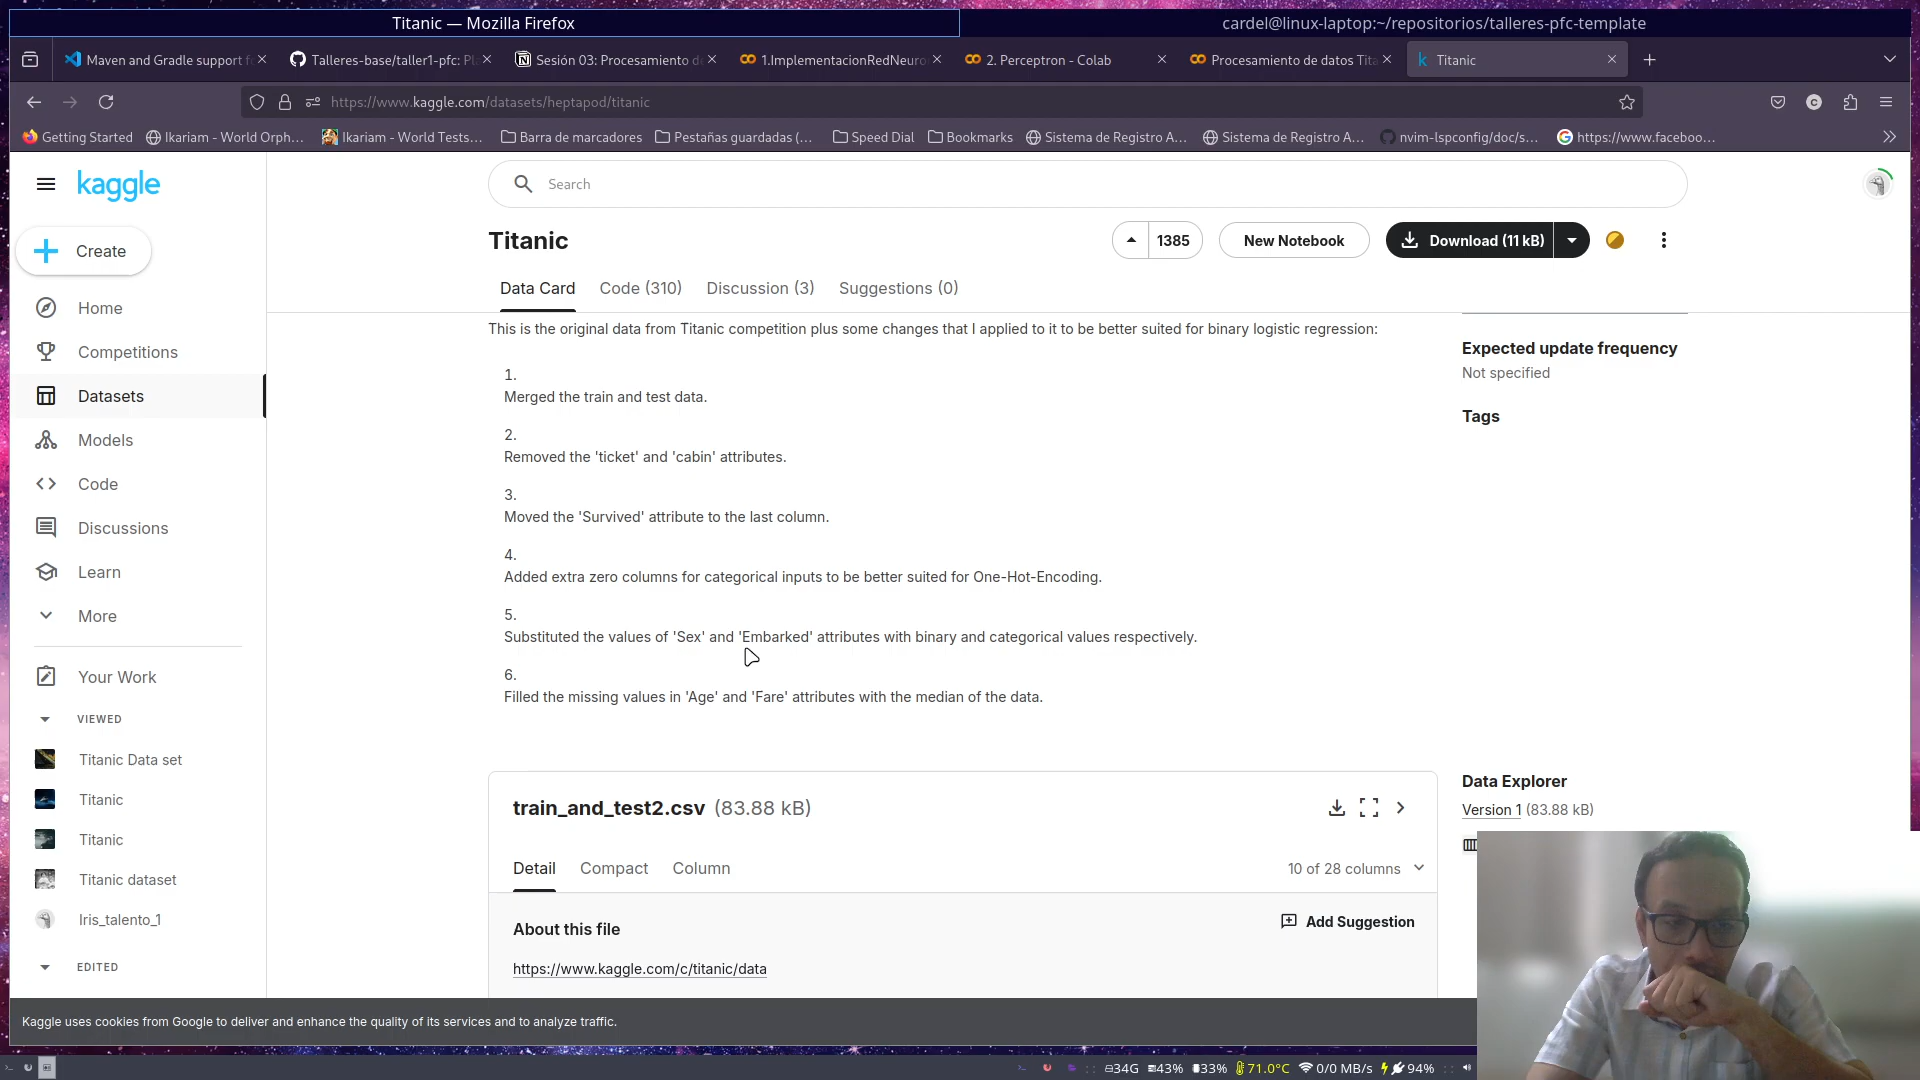 Titanic — Mozilla Firefox
cardel@linux-laptop:~/repositorios/talleres-pfc-template
Maven and Gradle support f
Talleres-base/taller1-pfc: Pl
Sesión 03: Procesamiento d
1.ImplementacionRedNeuro
2. Perceptron - Colab
Procesamiento de datos Tita
Titanic
https://www.kaggle.com/datasets/heptapod/titanic
Getting Started
Ikariam - World Orph...
Ikariam - World Tests...
Barra de marcadores
Pestañas guardadas (...
Speed Dial
Bookmarks
Sistema de Registro A...
Sistema de Registro A...
nvim-lspconfig/doc/s...
https://www.faceboo...
kaggle
Search
Create
Home
Competitions
Datasets
Models
Code
Discussions
Learn
More
Your Work
VIEWED
Titanic Data set
Titanic
Titanic
Titanic dataset
Iris_talento_1
EDITED
Titanic
1385
New Notebook
Download (11 kB)
Data Card
Code (310)
Discussion (3)
Suggestions (0)
This is the original data from Titanic competition plus some changes that I applied to it to be better suited for binary logistic regression:
1.
Merged the train and test data.
2.
Removed the 'ticket' and 'cabin' attributes.
3.
Moved the 'Survived' attribute to the last column.
4.
Added extra zero columns for categorical inputs to be better suited for One-Hot-Encoding.
5.
Substituted the values of 'Sex' and 'Embarked' attributes with binary and categorical values respectively.
6.
Filled the missing values in 'Age' and 'Fare' attributes with the median of the data.
Expected update frequency
Not specified
Tags
train_and_test2.csv (83.88 kB)
Detail
Compact
Column
10 of 28 columns
About this file
Add Suggestion
https://www.kaggle.com/c/titanic/data
Data Explorer
Version 1 (83.88 kB)
Kaggle uses cookies from Google to deliver and enhance the quality of its services and to analyze traffic.
34G
43%
33%
71.0°C
0/0 MB/s
94%